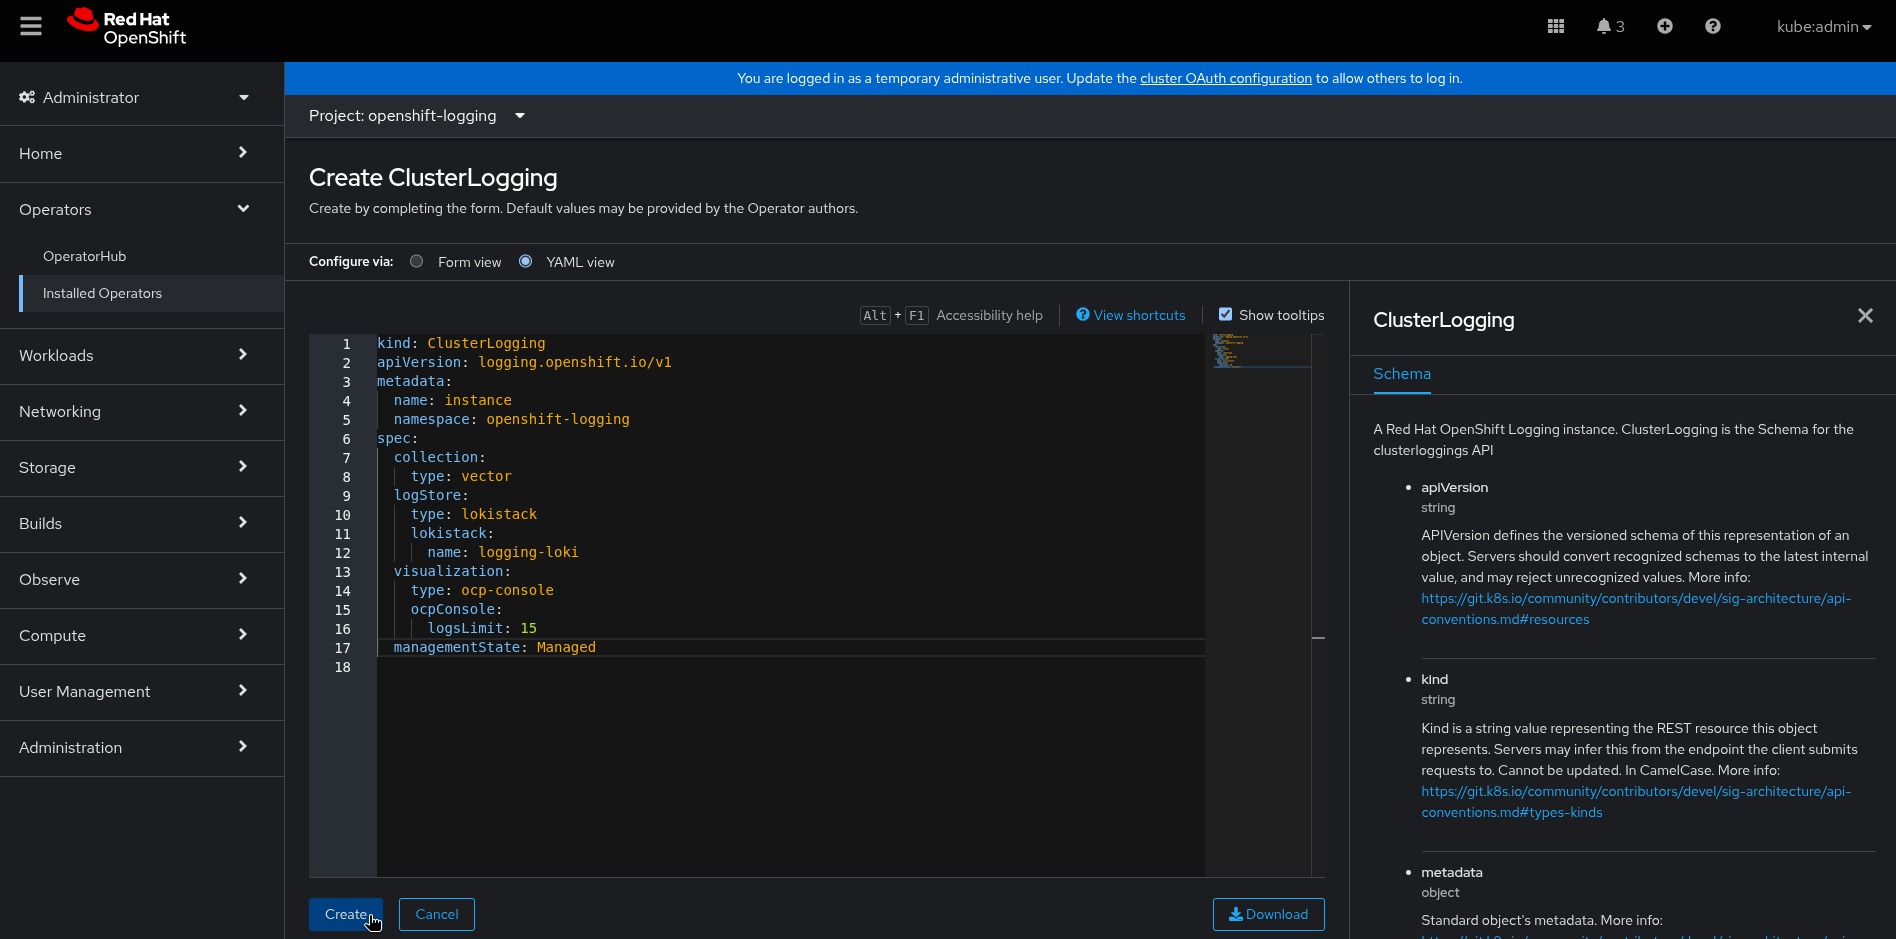 Red Hat
OpenShift
3
kube:admin
You are logged in as a temporary administrative user. Update the cluster OAuth configuration to allow others to log in.
Administrator
Home
Operators
OperatorHub
Installed Operators
Workloads
Networking
Storage
Builds
Observe
Compute
User Management
Administration
Project: openshift-logging
Create ClusterLogging
Create by completing the form. Default values may be provided by the Operator authors.
Configure via: Form view YAML view
Alt + F1 Accessibility help View shortcuts Show tooltips
1 kind: ClusterLogging
2 apiVersion: logging.openshift.io/v1
3 metadata:
4   name: instance
5   namespace: openshift-logging
6 spec:
7   collection:
8     type: vector
9   logStore:
10     type: lokistack
11     lokistack:
12       name: logging-loki
13   visualization:
14     type: ocp-console
15     ocpConsole:
16       logsLimit: 15
17   managementState: Managed
18
Create Cancel Download
ClusterLogging
Schema
A Red Hat OpenShift Logging instance. ClusterLogging is the Schema for the
clusterloggings API
• apiVersion
string
APIVersion defines the versioned schema of this representation of an
object. Servers should convert recognized schemas to the latest internal
value, and may reject unrecognized values. More info:
https://git.k8s.io/community/contributors/devel/sig-architecture/api-
conventions.md#resources
• kind
string
Kind is a string value representing the REST resource this object
represents. Servers may infer this from the endpoint the client submits
requests to. Cannot be updated. In CamelCase. More info:
https://git.k8s.io/community/contributors/devel/sig-architecture/api-
conventions.md#types-kinds
• metadata
object
Standard object's metadata. More info: